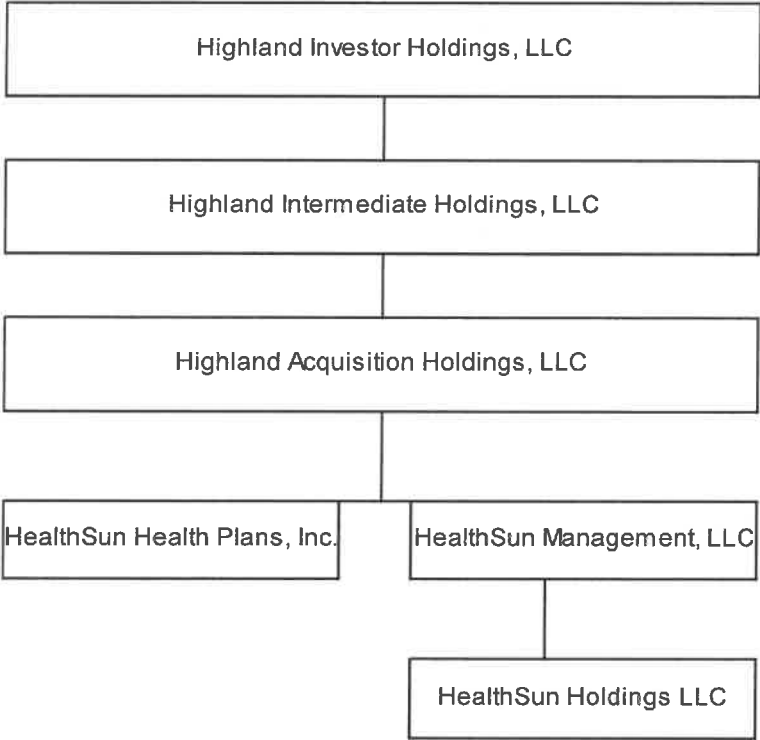 Highland Investor Holdings, LLC
Highland Intermediate Holdings, LLC
Highland Acquisition Holdings, LLC
HealthSun Health Plans, Inc.
HealthSun Management, LLC
HealthSun Holdings LLC